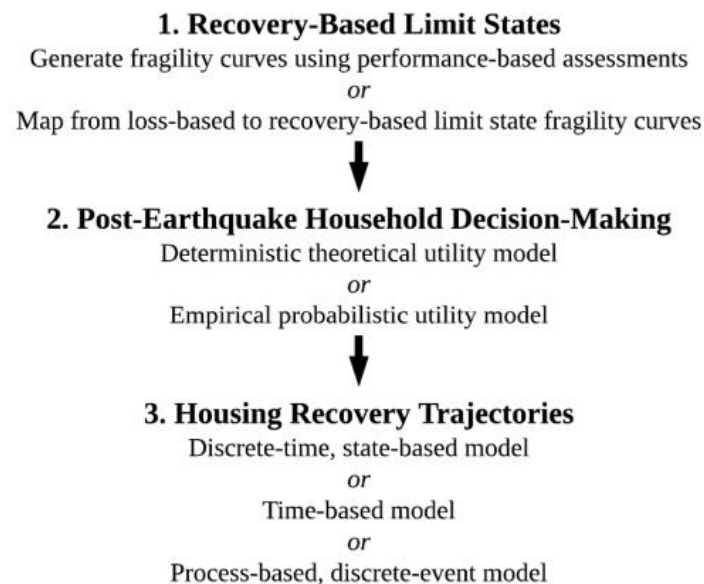 1. Recovery-Based Limit States
Generate fragility curves using performance-based assessments
or
Map from loss-based to recovery-based limit state fragility curves
2. Post-Earthquake Household Decision-Making
Deterministic theoretical utility model
or
Empirical probabilistic utility model
3. Housing Recovery Trajectories
Discrete-time, state-based model
or
Time-based model
or
Process-based, discrete-event model